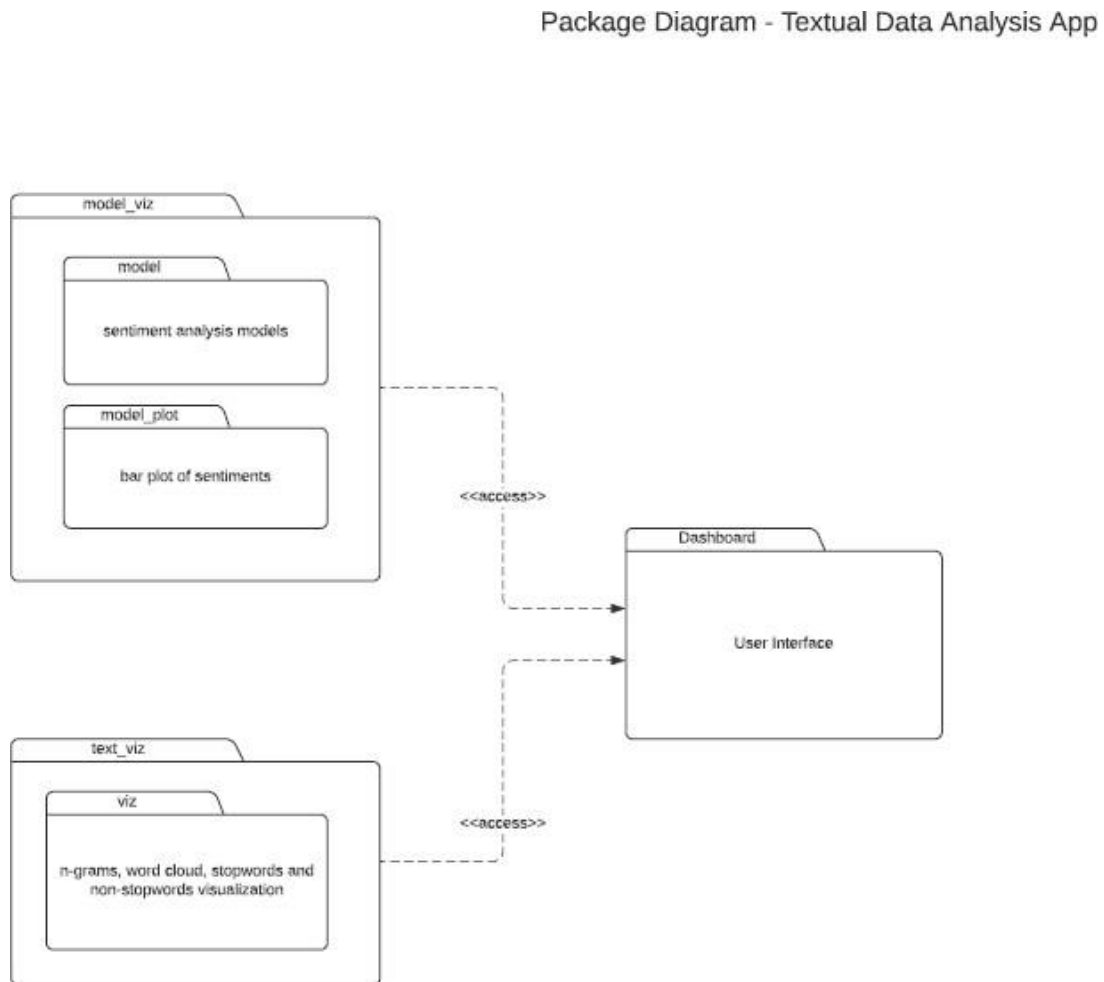 Package Diagram - Textual Data Analysis App
model_viz
model
sentiment analysis models
model_plot
bar plot of sentiments
<<access>>
Dashboard
User Interface
text_viz
viz
<<access>>
n-grams, word cloud, stopwords and
non-stopwords visualization